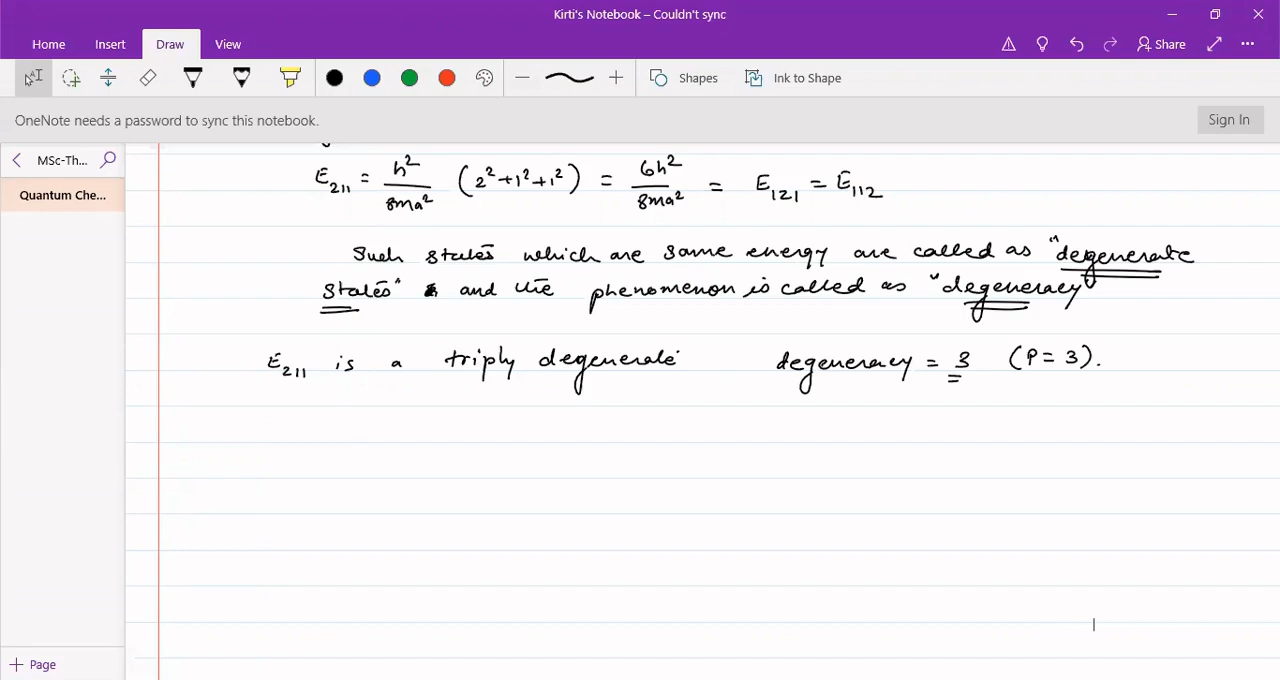 Kirti's Notebook – Couldn't sync
Home Insert Draw View Share
Shapes Ink to Shape
OneNote needs a password to sync this notebook. Sign In
MSc-Th...
Quantum Che...
E₂₁₁ = h²/8ma² (2²+1²+1²) = 6h²/8ma² = E₁₂₁ = E₁₁₂
Such states which are same energy are called as "degenerate
states" and the phenomenon is called as "degeneracy"
E₂₁₁ is a triply degenerate degeneracy = 3 (P = 3).
+ Page